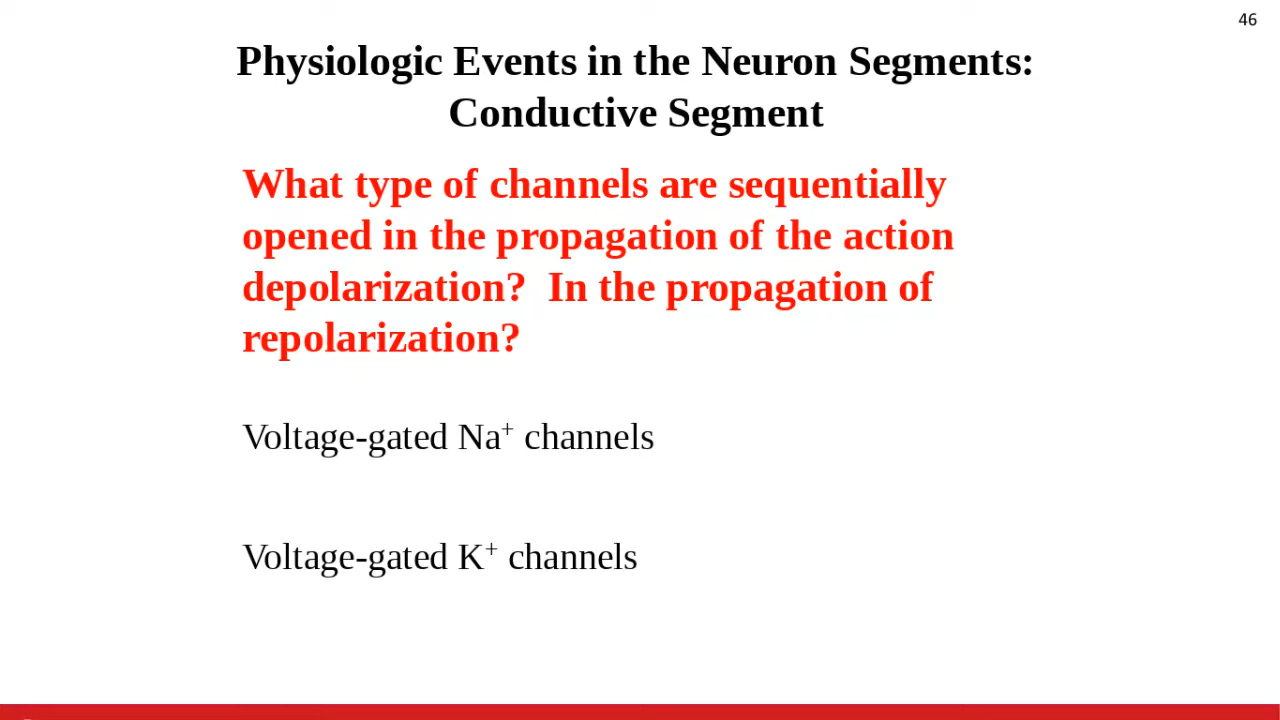 46
Physiologic Events in the Neuron Segments:
Conductive Segment
What type of channels are sequentially
opened in the propagation of the action
depolarization?  In the propagation of
repolarization?
Voltage-gated Na⁺ channels
Voltage-gated K⁺ channels